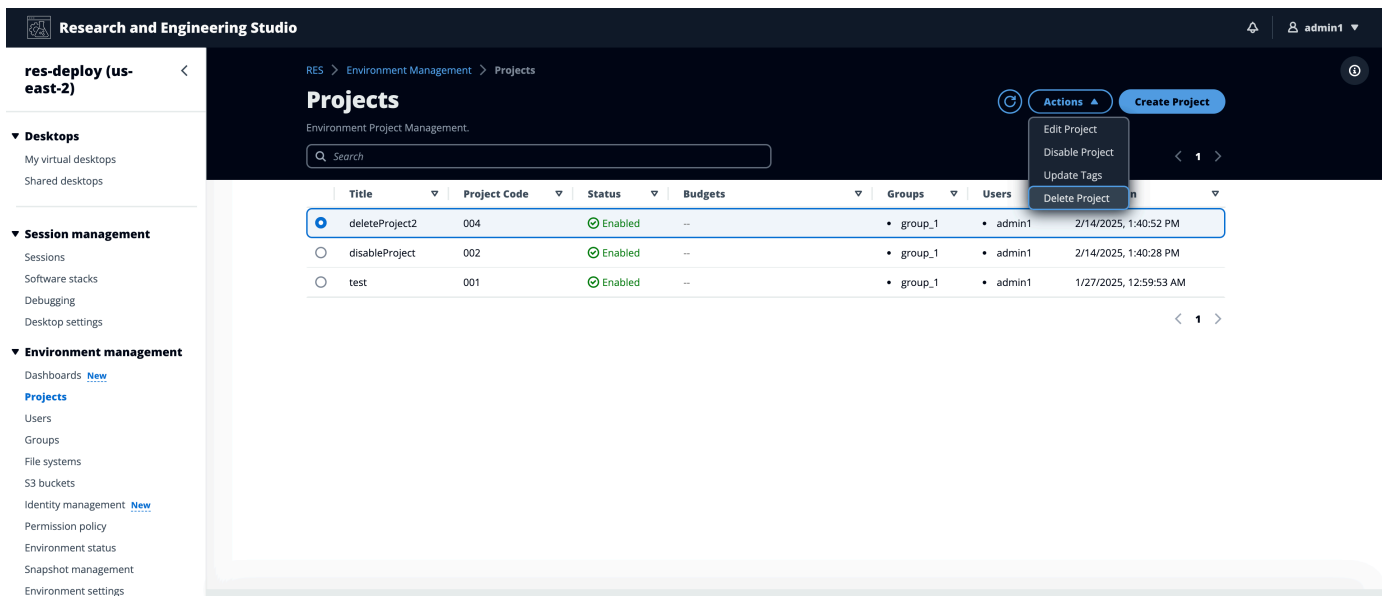 Research and Engineering Studio
admin1
res-deploy (us-east-2)
Desktops
My virtual desktops
Shared desktops
Session management
Sessions
Software stacks
Debugging
Desktop settings
Environment management
Dashboards New
Projects
Users
Groups
File systems
S3 buckets
Identity management New
Permission policy
Environment status
Snapshot management
Environment settings
RES > Environment Management > Projects
Projects
Actions
Create Project
Environment Project Management.
Search
Edit Project
Disable Project
Update Tags
Delete Project
< 1 >
Title Project Code Status Budgets Groups Users n
deleteProject2 004 Enabled -- • group_1 • admin1 2/14/2025, 1:40:52 PM
disableProject 002 Enabled -- • group_1 • admin1 2/14/2025, 1:40:28 PM
test 001 Enabled -- • group_1 • admin1 1/27/2025, 12:59:53 AM
< 1 >